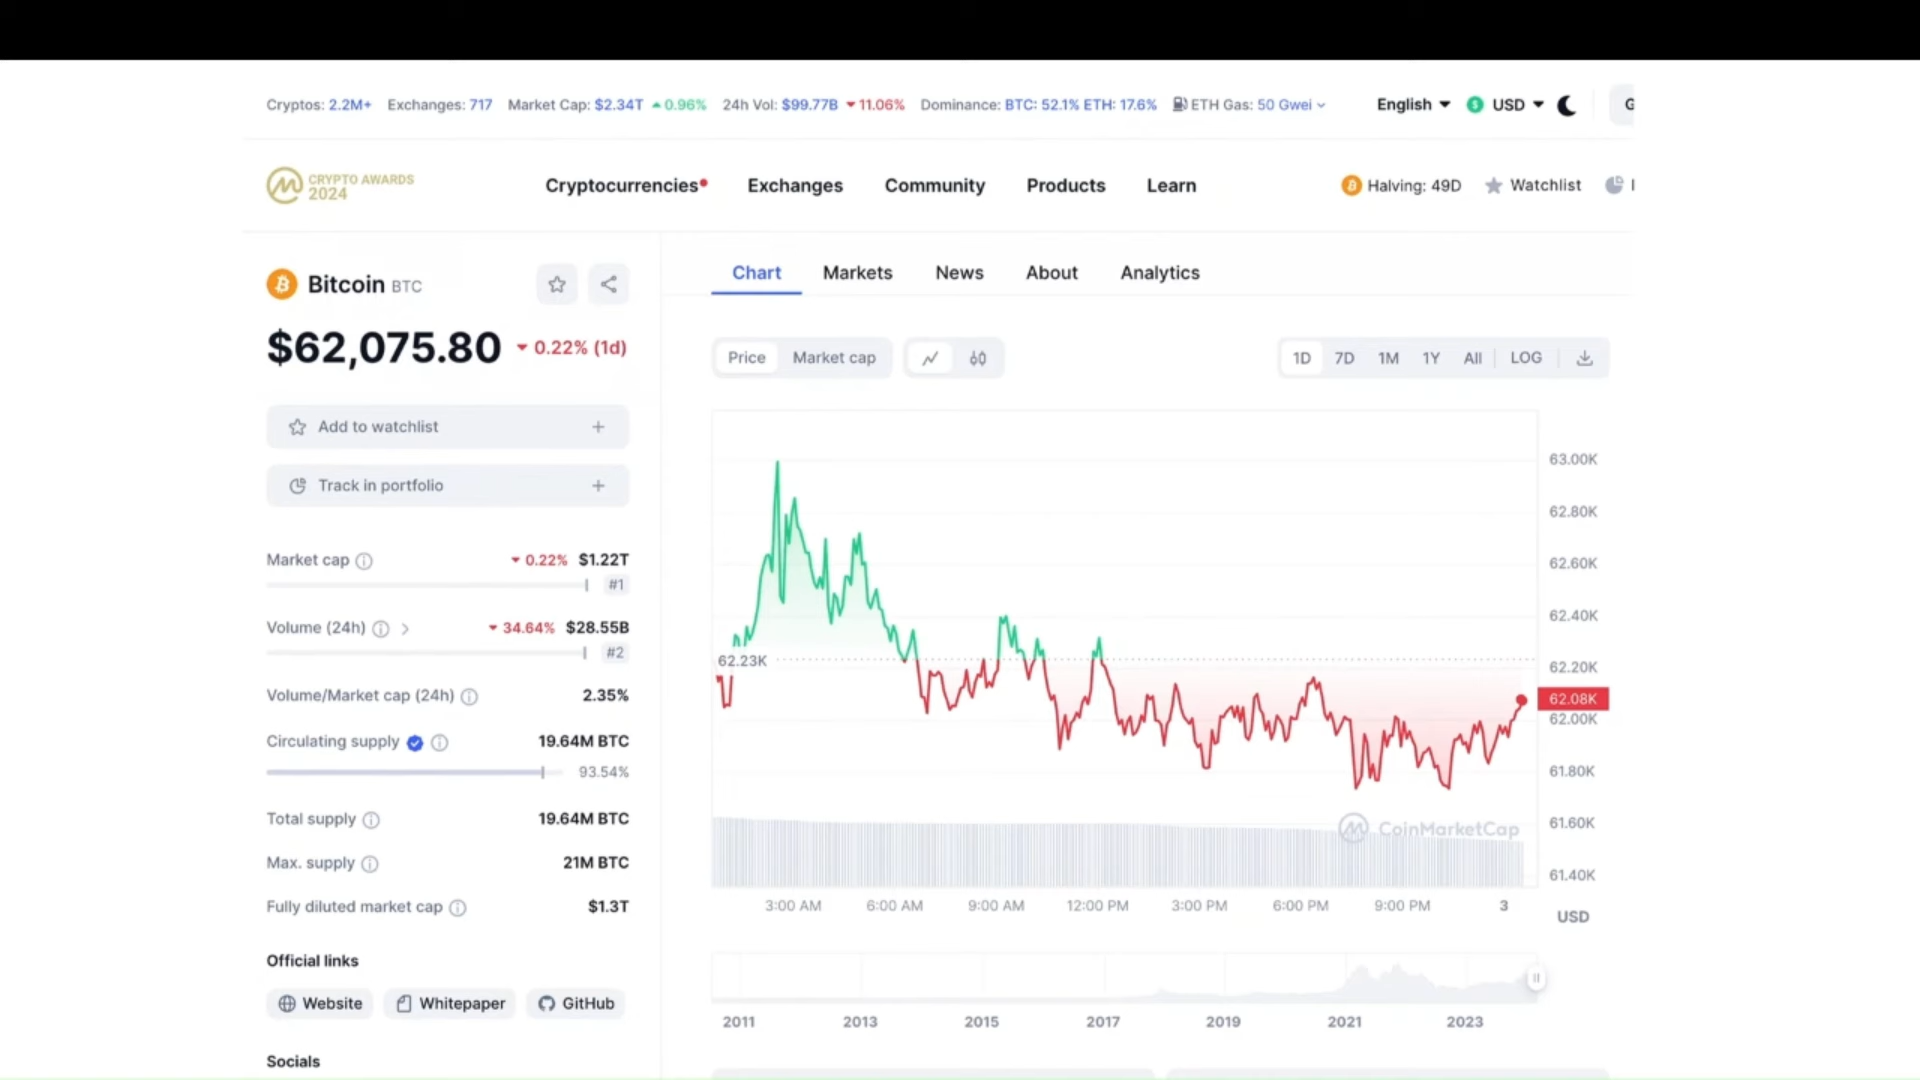 Cryptos: 2.2M+ Exchanges: 717 Market Cap: $2.34T 0.96% 24h Vol: $99.77B 11.06% Dominance: BTC: 52.1% ETH: 17.6% ETH Gas: 50 Gwei English USD
CRYPTO AWARDS
2024
Cryptocurrencies Exchanges Community Products Learn Halving: 49D Watchlist
Bitcoin BTC
$62,075.80 0.22% (1d)
Add to watchlist +
Track in portfolio +
Market cap 0.22% $1.22T
#1
Volume (24h) 34.64% $28.55B
#2
Volume/Market cap (24h) 2.35%
Circulating supply 19.64M BTC
93.54%
Total supply 19.64M BTC
Max. supply 21M BTC
Fully diluted market cap $1.3T
Official links
Website Whitepaper GitHub
Socials
Chart Markets News About Analytics
Price Market cap 1D 7D 1M 1Y All LOG
63.00K
62.80K
62.60K
62.40K
62.23K
62.20K
62.08K
62.00K
61.80K
61.60K
61.40K
CoinMarketCap
3:00 AM 6:00 AM 9:00 AM 12:00 PM 3:00 PM 6:00 PM 9:00 PM 3
USD
2011 2013 2015 2017 2019 2021 2023